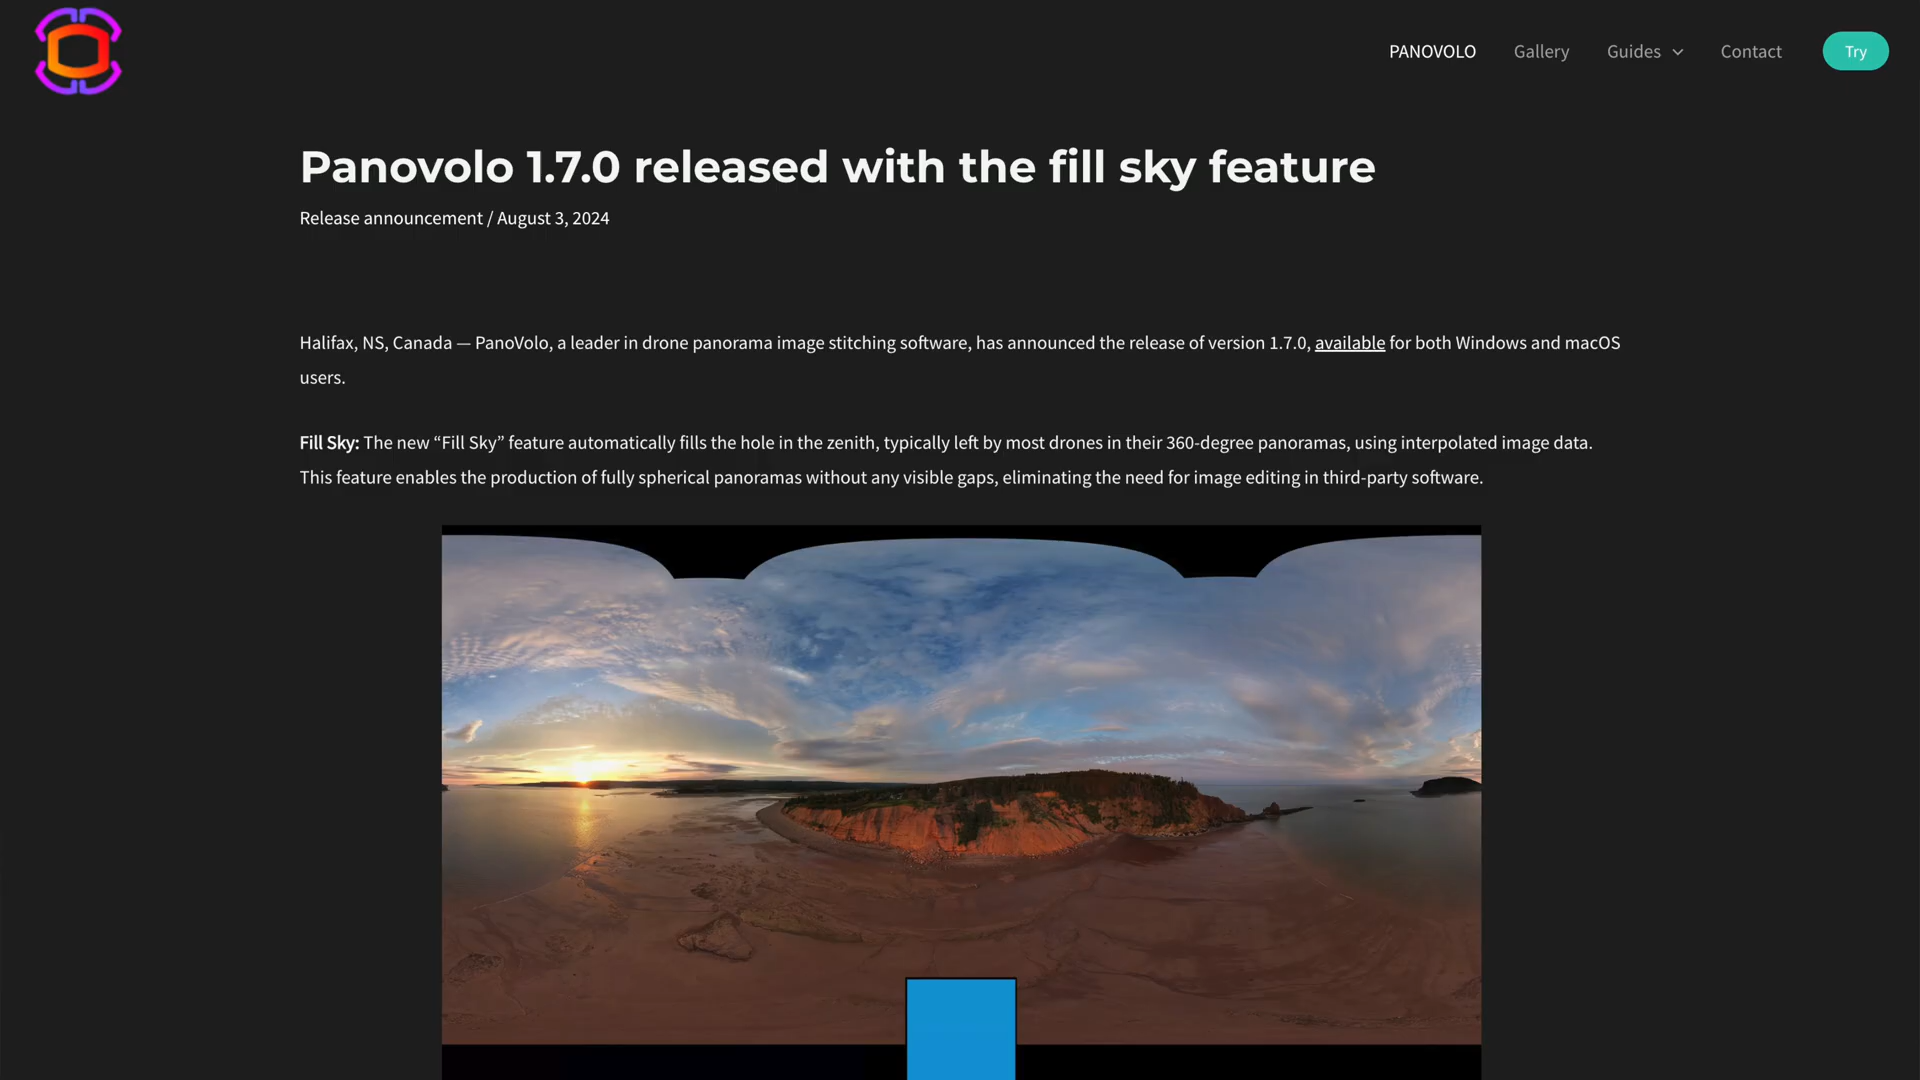 PANOVOLO Gallery Guides Contact Try
Panovolo 1.7.0 released with the fill sky feature
Release announcement / August 3, 2024
Halifax, NS, Canada — PanoVolo, a leader in drone panorama image stitching software, has announced the release of version 1.7.0, available for both Windows and macOS
users.
Fill Sky: The new “Fill Sky” feature automatically fills the hole in the zenith, typically left by most drones in their 360-degree panoramas, using interpolated image data.
This feature enables the production of fully spherical panoramas without any visible gaps, eliminating the need for image editing in third-party software.